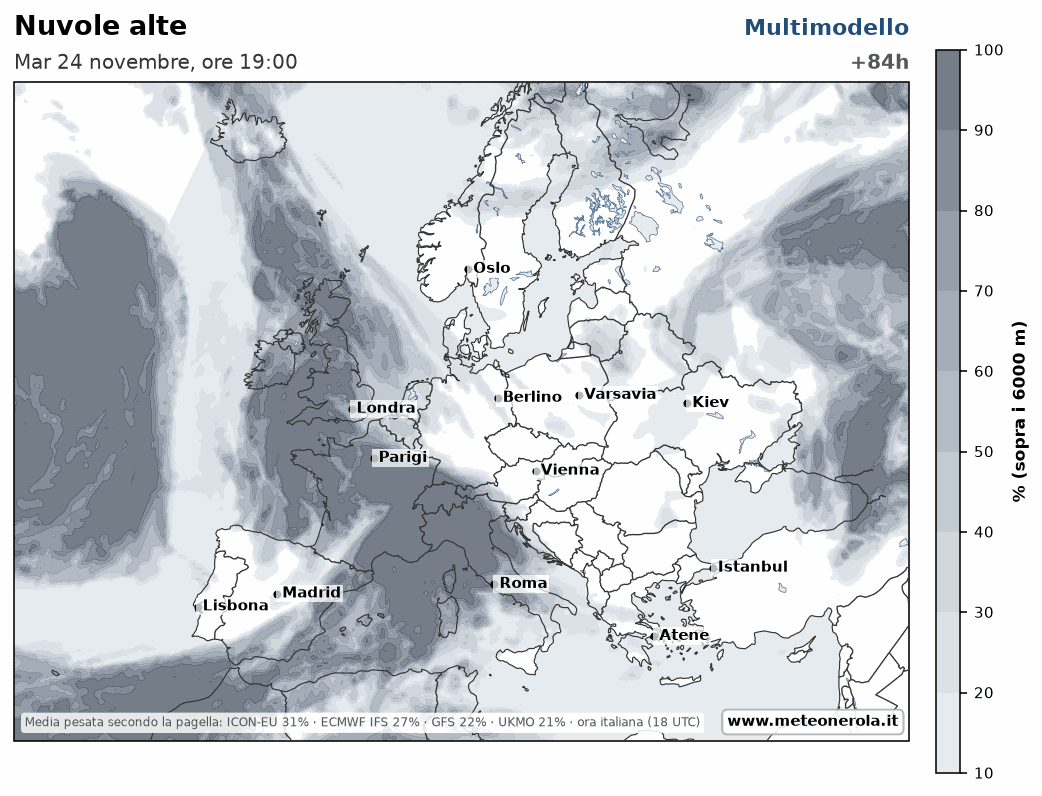 Nuvole alte
Multimodello
Mar 24 novembre, ore 19:00
+84h
100
90
80
70
60
50
40
30
20
10
% (sopra i 6000 m)
Oslo
Berlino
Varsavia
Kiev
Londra
Parigi
Vienna
Istanbul
Roma
Madrid
Lisbona
Atene
Media pesata secondo la pagella: ICON-EU 31% · ECMWF IFS 27% · GFS 22% · UKMO 21% · ora italiana (18 UTC)
www.meteonerola.it